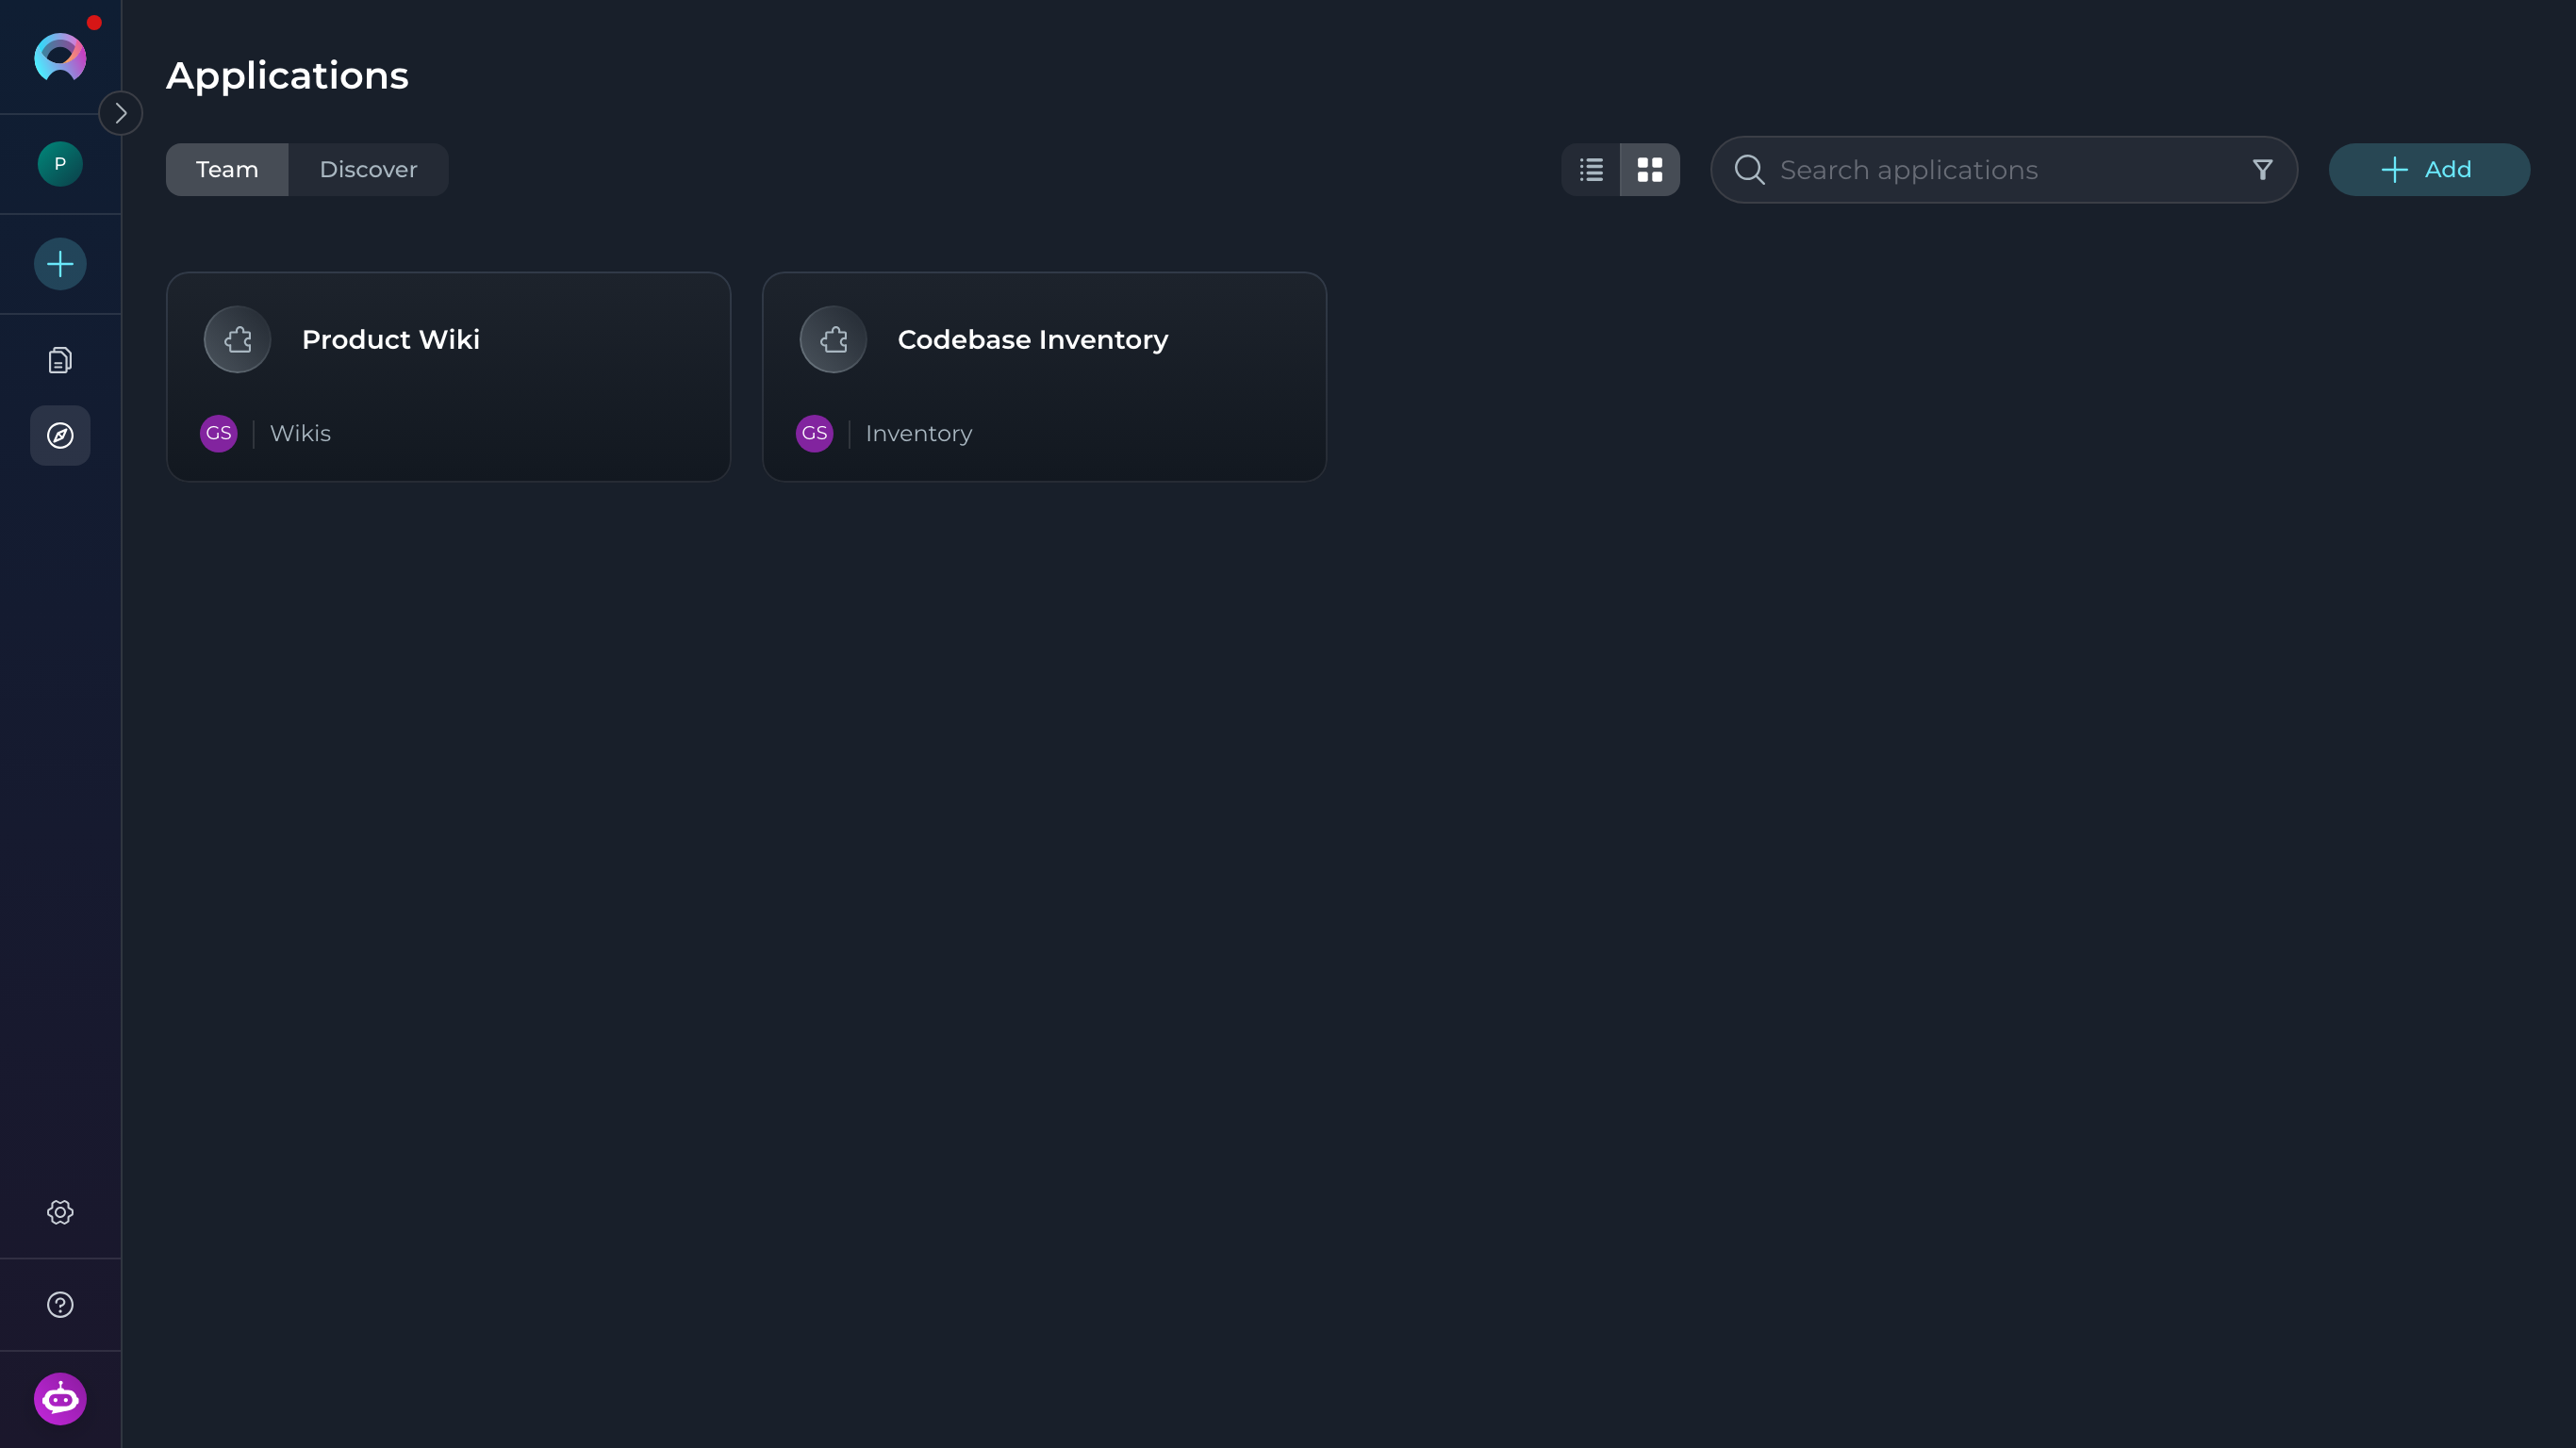 Applications
P
Team
Discover
Search applications
Add
Product Wiki
GS
Wikis
Codebase Inventory
GS
Inventory